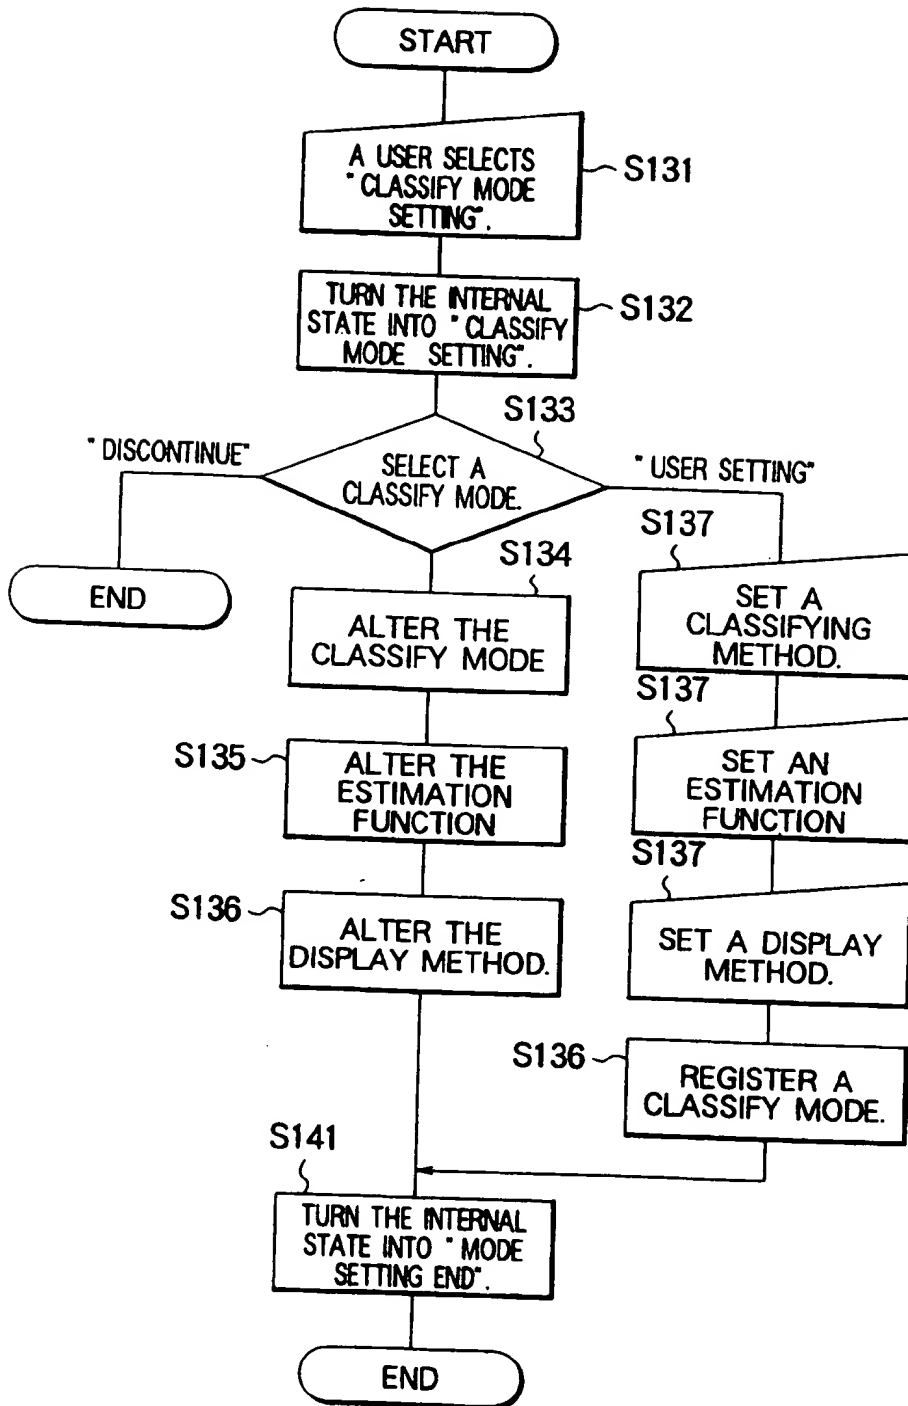 START
A USER SELECTS
"CLASSIFY MODE
SETTING".
S131
TURN THE INTERNAL
STATE INTO "CLASSIFY
MODE SETTING".
S132
S133
"DISCONTINUE"
SELECT A
CLASSIFY MODE.
"USER SETTING"
END
S134
ALTER THE
CLASSIFY MODE
S135
ALTER THE
ESTIMATION
FUNCTION
S136
ALTER THE
DISPLAY METHOD.
S137
SET A
CLASSIFYING
METHOD.
S137
SET AN
ESTIMATION
FUNCTION
S137
SET A DISPLAY
METHOD.
S136
REGISTER A
CLASSIFY MODE.
S141
TURN THE INTERNAL
STATE INTO "MODE
SETTING END".
END